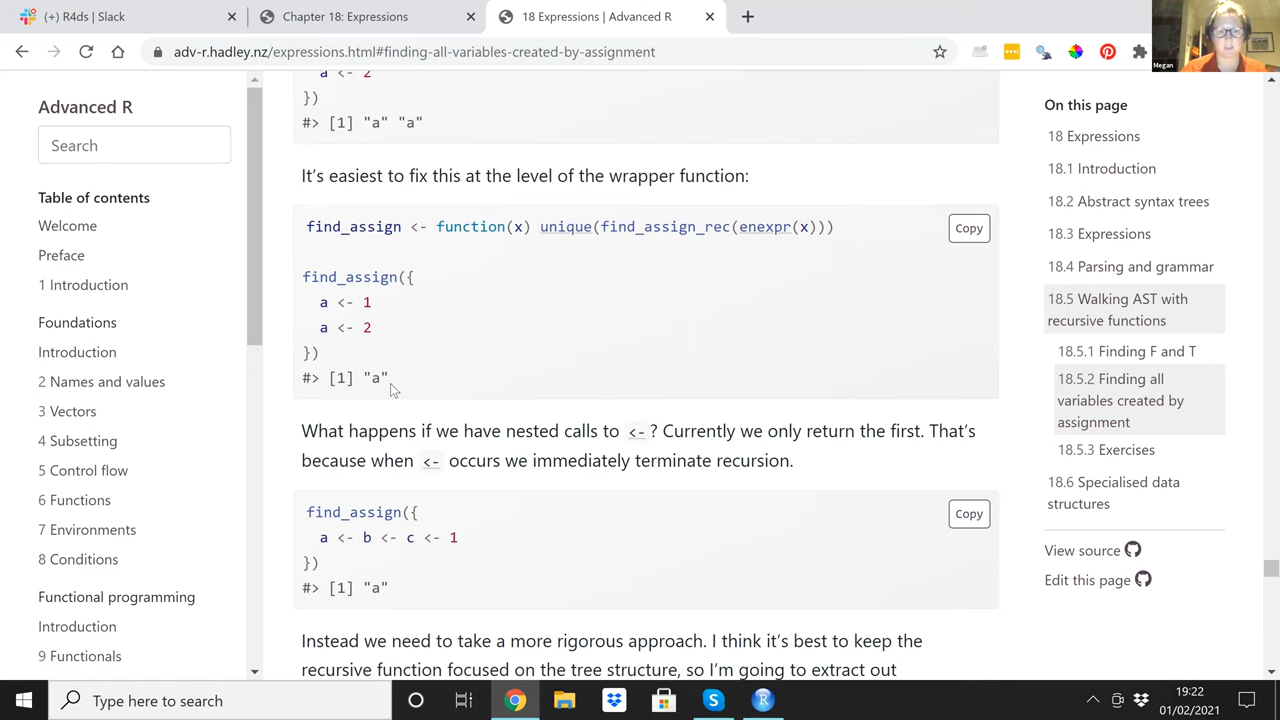 (+) R4ds | Slack
Chapter 18: Expressions
18 Expressions | Advanced R
adv-r.hadley.nz/expressions.html#finding-all-variables-created-by-assignment
Megan
Advanced R
Search
Table of contents
Welcome
Preface
1 Introduction
Foundations
Introduction
2 Names and values
3 Vectors
4 Subsetting
5 Control flow
6 Functions
7 Environments
8 Conditions
Functional programming
Introduction
9 Functionals
a <- 2
})
#> [1] "a" "a"
It's easiest to fix this at the level of the wrapper function:
find_assign <- function(x) unique(find_assign_rec(enexpr(x)))
Copy
find_assign({
a <- 1
a <- 2
})
#> [1] "a"
What happens if we have nested calls to <- ? Currently we only return the first. That's
because when <- occurs we immediately terminate recursion.
find_assign({
Copy
a <- b <- c <- 1
})
#> [1] "a"
Instead we need to take a more rigorous approach. I think it's best to keep the
recursive function focused on the tree structure, so I'm going to extract out
On this page
18 Expressions
18.1 Introduction
18.2 Abstract syntax trees
18.3 Expressions
18.4 Parsing and grammar
18.5 Walking AST with
recursive functions
18.5.1 Finding F and T
18.5.2 Finding all
variables created by
assignment
18.5.3 Exercises
18.6 Specialised data
structures
View source
Edit this page
Type here to search
19:22
01/02/2021